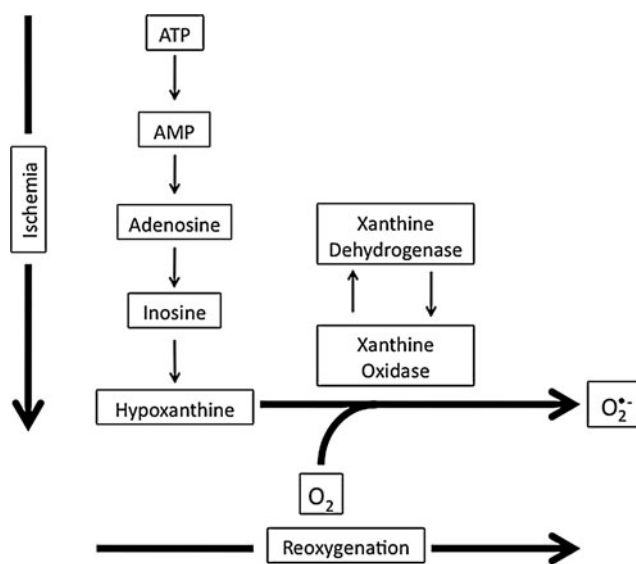 ATP
AMP
Ischemia
Adenosine
Xanthine
Dehydrogenase
Inosine
Xanthine
Oxidase
Hypoxanthine
O₂•-
O₂
Reoxygenation